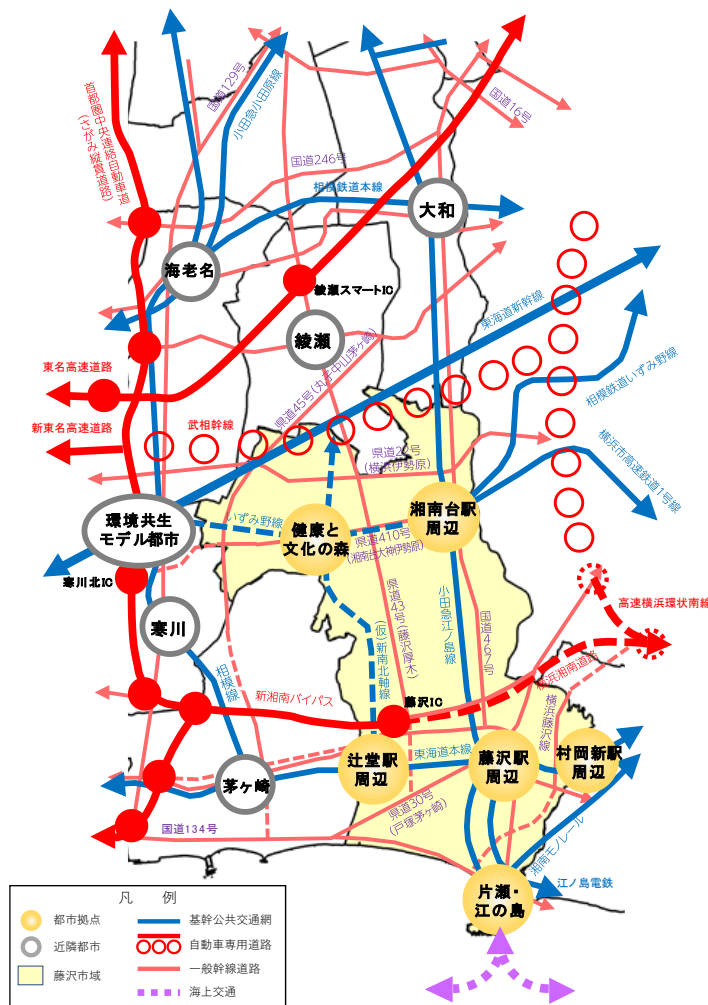 国道129号
小田急小田原線
国道16号
首都圏中央連絡自動車道
(さがみ縦貫道路)
国道246号
相模鉄道本線
大和
海老名
綾瀬スマートIC
東海道新幹線
綾瀬
県道45号(丸子中山茅ヶ崎)
東名高速道路
相模鉄道いずみ野線
新東名高速道路
武相幹線
県道22号
(横浜伊勢原)
横浜市高速鉄道1号線
環境共生
モデル都市
いずみ野線
健康と
文化の森
湘南台駅
周辺
県道410号
(湘南台大神伊勢原)
寒川北IC
県道43号(藤沢厚木)
小田急江ノ島線
国道467号
高速横浜環状南線
寒川
(仮)新南北軸線
相模線
新湘南バイパス
藤沢IC
横浜湘南道路
横浜藤沢線
辻堂駅
周辺
東海道本線
藤沢駅
周辺
村岡新駅
周辺
茅ヶ崎
県道30号
(戸塚茅ヶ崎)
国道134号
湘南モノレール
片瀬・
江の島
江ノ島電鉄
凡 例
都市拠点
基幹公共交通網
近隣都市
自動車専用道路
藤沢市域
一般幹線道路
海上交通